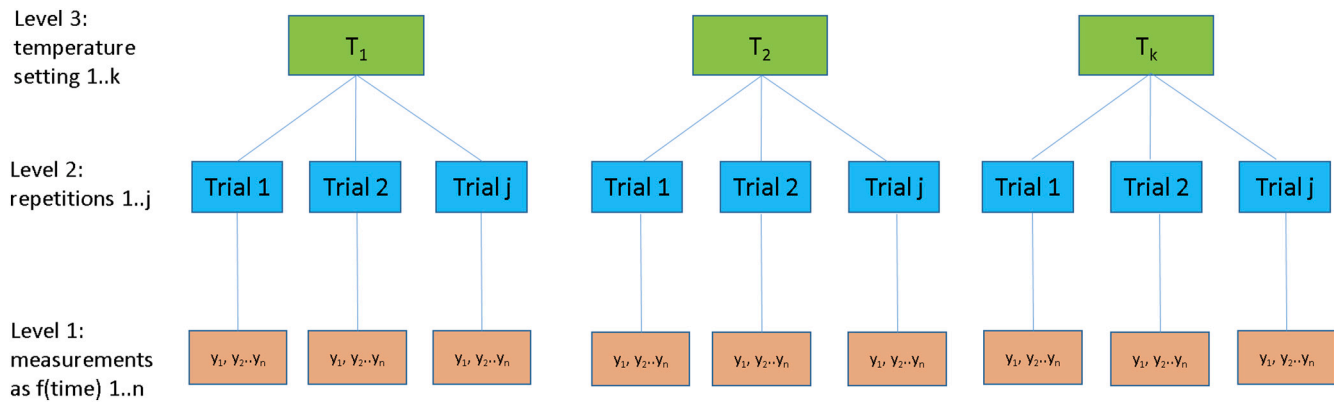 Level 3:
temperature
setting 1..k
T₁
T₂
Tₖ
Level 2:
repetitions 1..j
Trial 1
Trial 2
Trial j
Trial 1
Trial 2
Trial j
Trial 1
Trial 2
Trial j
Level 1:
measurements
as f(time) 1..n
y₁, y₂..yₙ
y₁, y₂..yₙ
y₁, y₂..yₙ
y₁, y₂..yₙ
y₁, y₂..yₙ
y₁, y₂..yₙ
y₁, y₂..yₙ
y₁, y₂..yₙ
y₁, y₂..yₙ